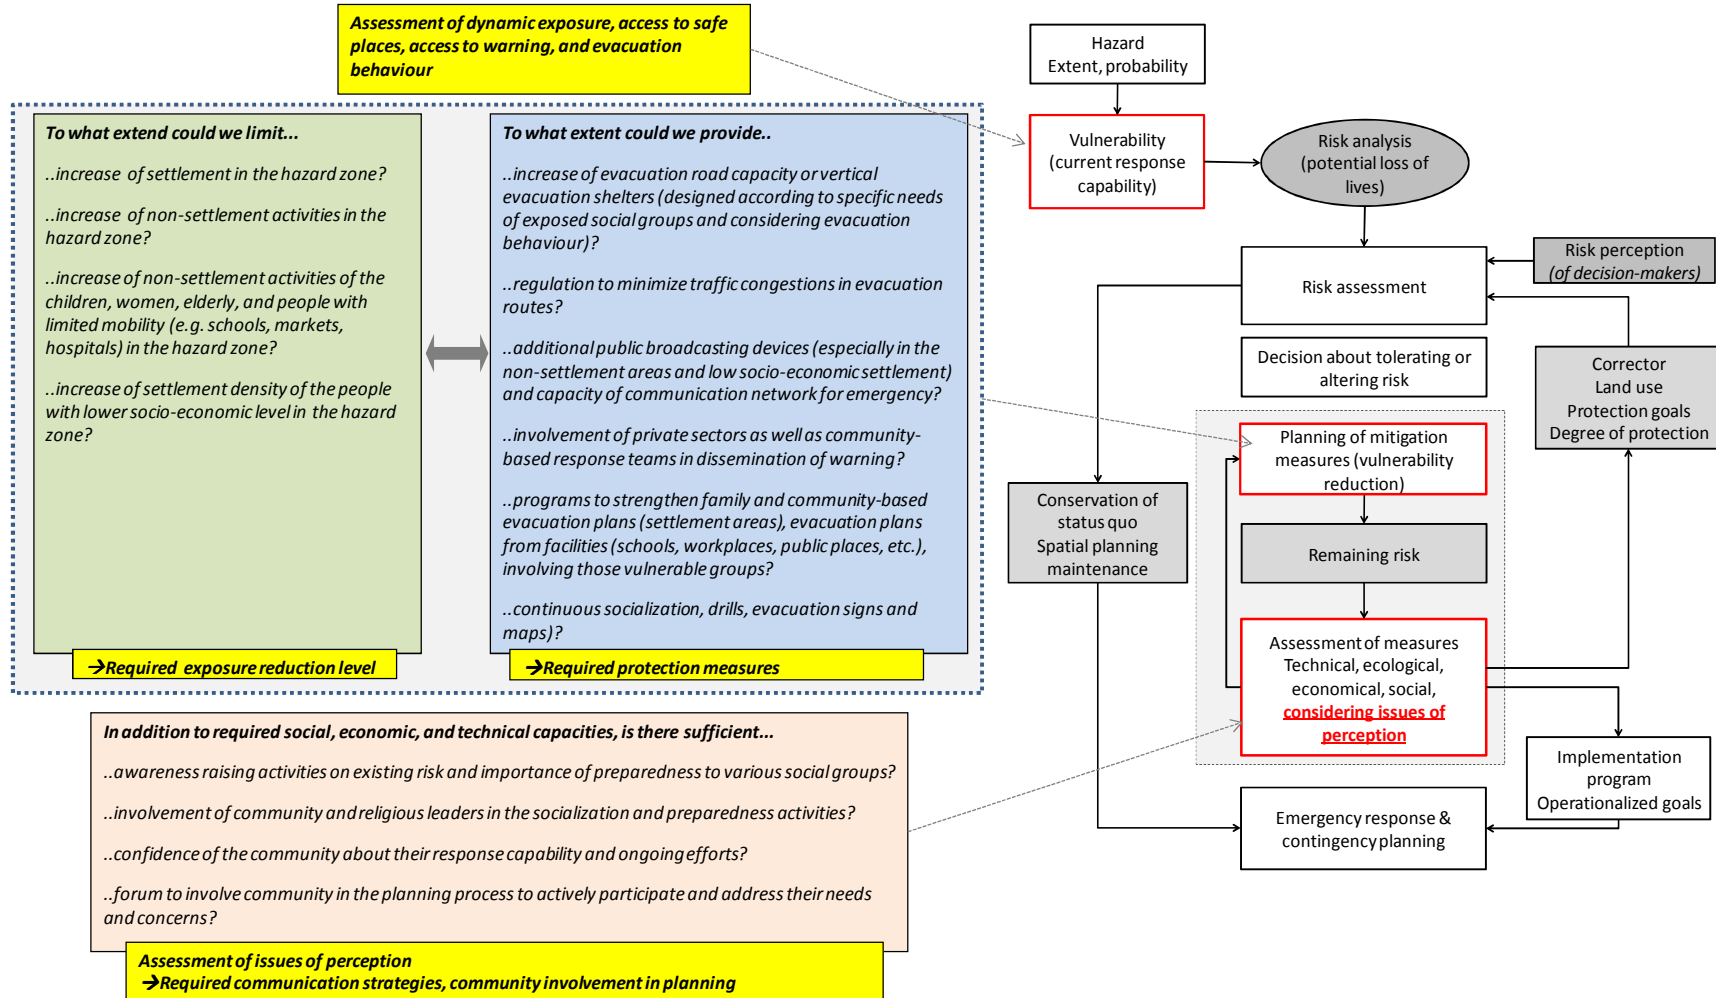 Assessment of dynamic exposure, access to safe
places, access to warning, and evacuation
behaviour
To what extend could we limit...
..increase of settlement in the hazard zone?
..increase of non-settlement activities in the
hazard zone?
..increase of non-settlement activities of the
children, women, elderly, and people with
limited mobility (e.g. schools, markets,
hospitals) in the hazard zone?
..increase of settlement density of the people
with lower socio-economic level in the hazard
zone?
→Required exposure reduction level
To what extent could we provide..
..increase of evacuation road capacity or vertical
evacuation shelters (designed according to specific needs
of exposed social groups and considering evacuation
behaviour)?
..regulation to minimize traffic congestions in evacuation
routes?
..additional public broadcasting devices (especially in the
non-settlement areas and low socio-economic settlement)
and capacity of communication network for emergency?
..involvement of private sectors as well as community-
based response teams in dissemination of warning?
..programs to strengthen family and community-based
evacuation plans (settlement areas), evacuation plans
from facilities (schools, workplaces, public places, etc.),
involving those vulnerable groups?
..continuous socialization, drills, evacuation signs and
maps)?
→Required protection measures
In addition to required social, economic, and technical capacities, is there sufficient...
..awareness raising activities on existing risk and importance of preparedness to various social groups?
..involvement of community and religious leaders in the socialization and preparedness activities?
..confidence of the community about their response capability and ongoing efforts?
..forum to involve community in the planning process to actively participate and address their needs
and concerns?
Assessment of issues of perception
→Required communication strategies, community involvement in planning
Hazard
Extent, probability
Vulnerability
(current response
capability)
Risk analysis
(potential loss of
lives)
Risk perception
(of decision-makers)
Risk assessment
Decision about tolerating or
altering risk
Corrector
Land use
Protection goals
Degree of protection
Planning of mitigation
measures (vulnerability
reduction)
Conservation of
status quo
Spatial planning
maintenance
Remaining risk
Assessment of measures
Technical, ecological,
economical, social,
considering issues of
perception
Implementation
program
Operationalized goals
Emergency response &
contingency planning